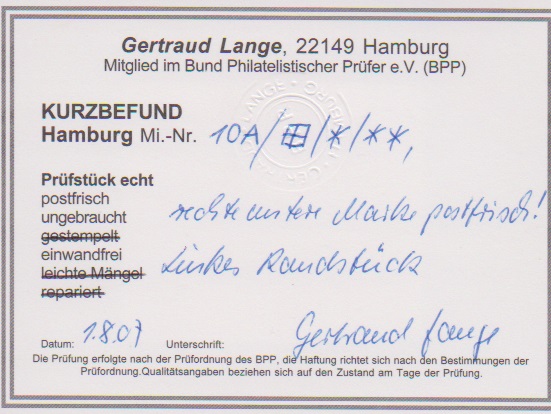 Gertraud Lange, 22149 Hamburg
Mitglied im Bund Philatelistischer Prüfer e.V. (BPP)
KURZBEFUND
Hamburg Mi.-Nr. 10A/⊞/*/**,
Prüfstück echt
postfrisch
ungebraucht rechte untere Marke postfrisch!
gestempelt
einwandfrei Linkes Randstück
leichte Mängel
repariert
Datum: 1.8.07 Unterschrift: Gertraud Lange
Die Prüfung erfolgte nach der Prüfordnung des BPP, die Haftung richtet sich nach den Bestimmungen der
Prüfordnung.Qualitätsangaben beziehen sich auf den Zustand am Tage der Prüfung.